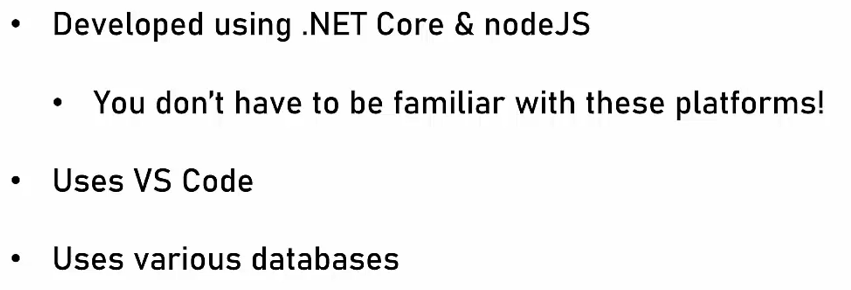 • Developed using .NET Core & nodeJS
• You don't have to be familiar with these platforms!
• Uses VS Code
• Uses various databases